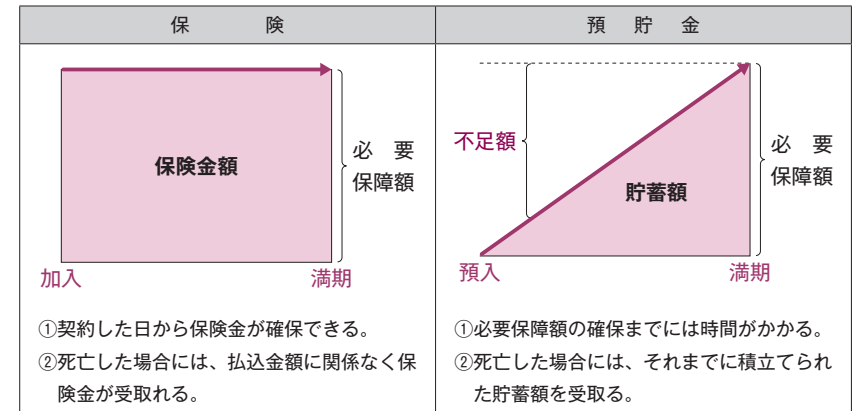 保険
保険金額
必要
保障額
加入
満期
①契約した日から保険金が確保できる。
②死亡した場合には、払込金額に関係なく保
険金が受取れる。
預貯金
不足額
貯蓄額
必要
保障額
預入
満期
①必要保障額の確保までには時間がかかる。
②死亡した場合には、それまでに積立てられ
た貯蓄額を受取る。